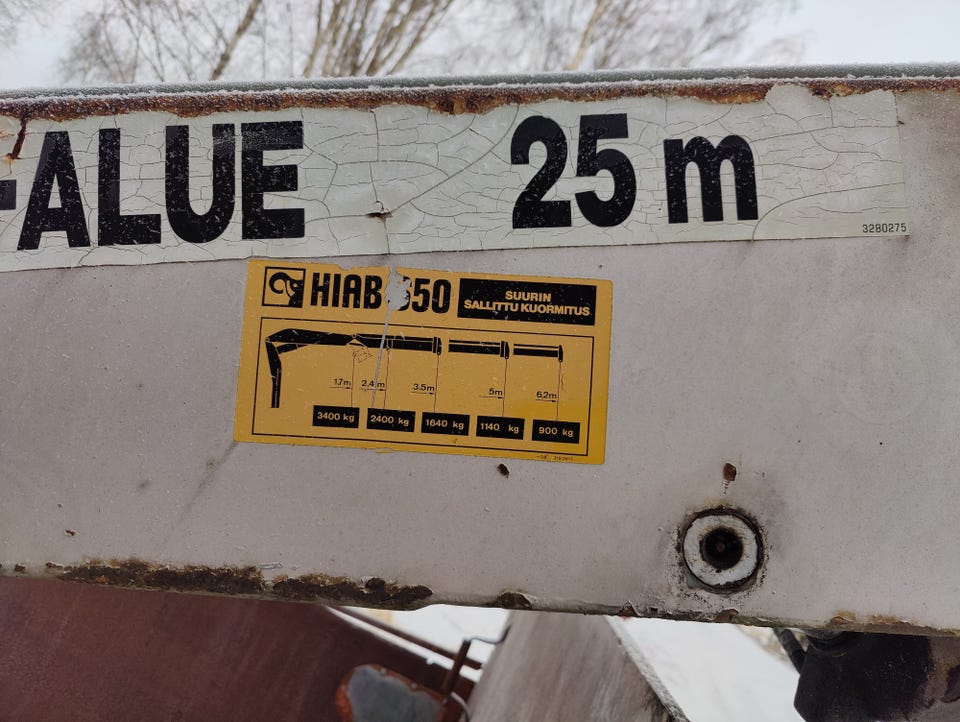 -ALUE 25 m
3280275
HIAB 650
SUURIN
SALLITTU KUORMITUS
1.7m 2.4m 3.5m 5m 6.2m
3400 kg 2400 kg 1640 kg 1140 kg 900 kg